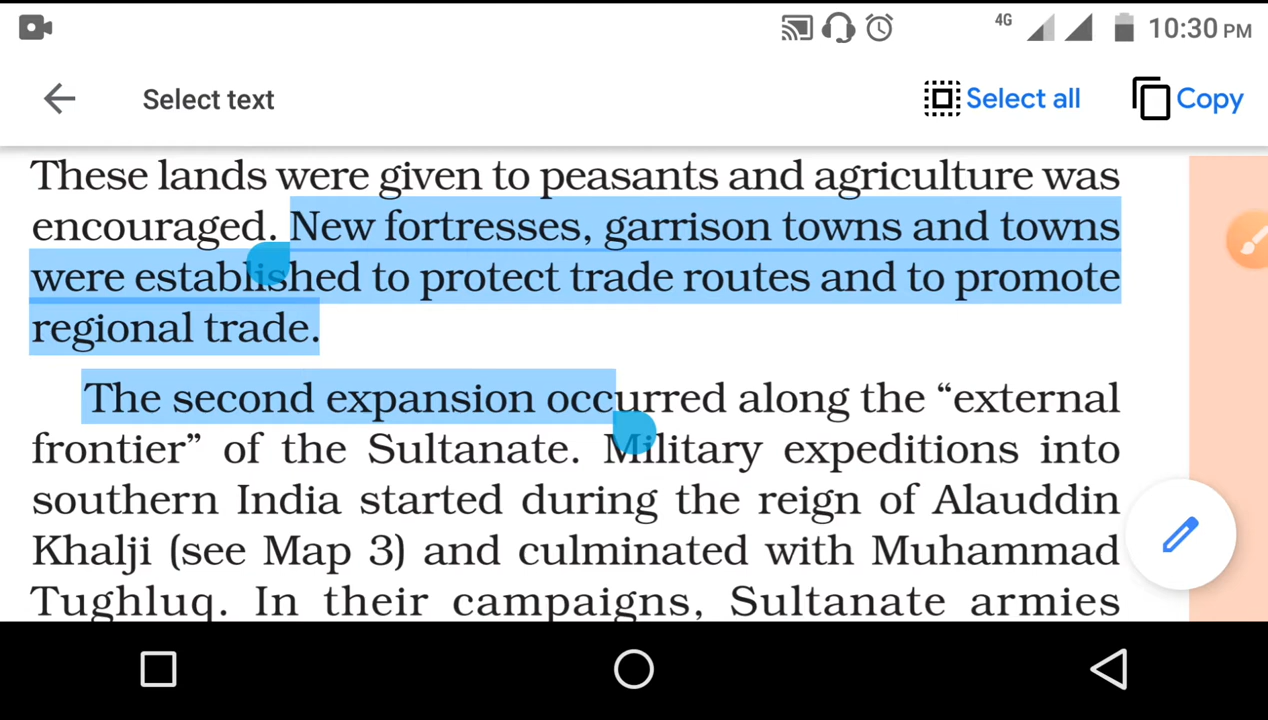 4G 10:30 PM
Select text Select all Copy
These lands were given to peasants and agriculture was
encouraged. New fortresses, garrison towns and towns
were established to protect trade routes and to promote
regional trade.
The second expansion occurred along the “external
frontier” of the Sultanate. Military expeditions into
southern India started during the reign of Alauddin
Khalji (see Map 3) and culminated with Muhammad
Tughluq. In their campaigns, Sultanate armies